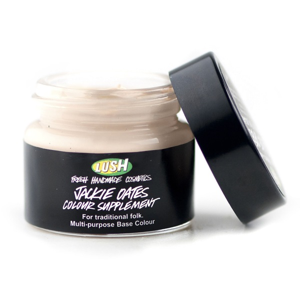 LUSH
FRESH HANDMADE COSMETICS
JACKIE OATES
COLOUR SUPPLEMENT
For traditional folk.
Multi-purpose Base Colour